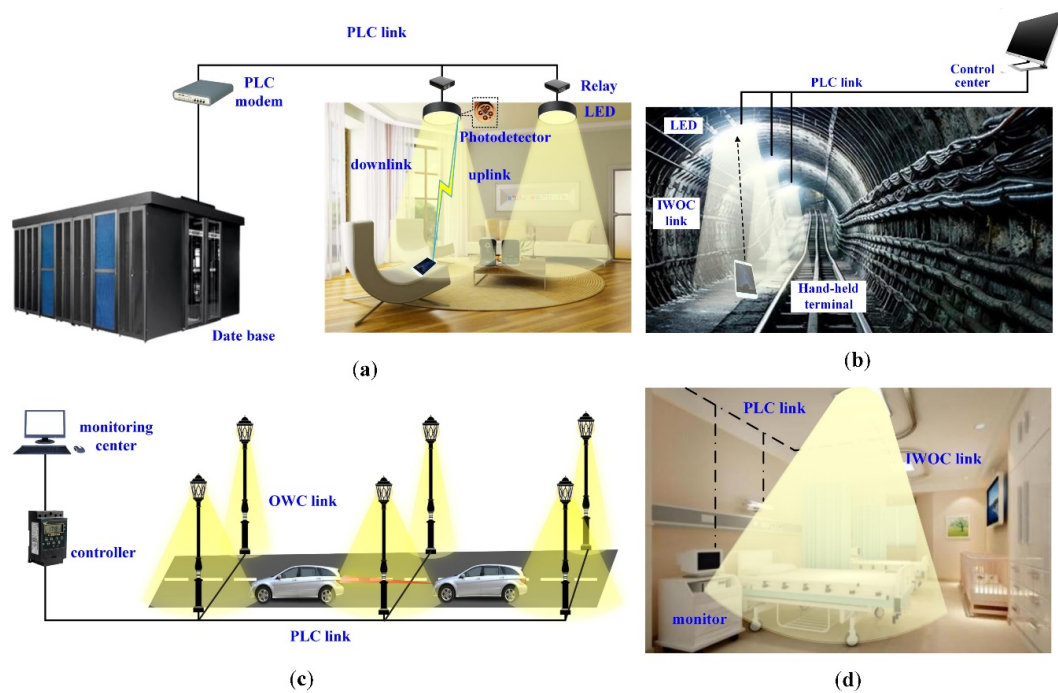 PLC link
PLC
modem
Relay
LED
Photodetector
downlink
uplink
Date base
(a)
Control
center
PLC link
LED
IWOC
link
Hand-held
terminal
(b)
monitoring
center
OWC link
controller
PLC link
(c)
PLC link
IWOC link
monitor
(d)